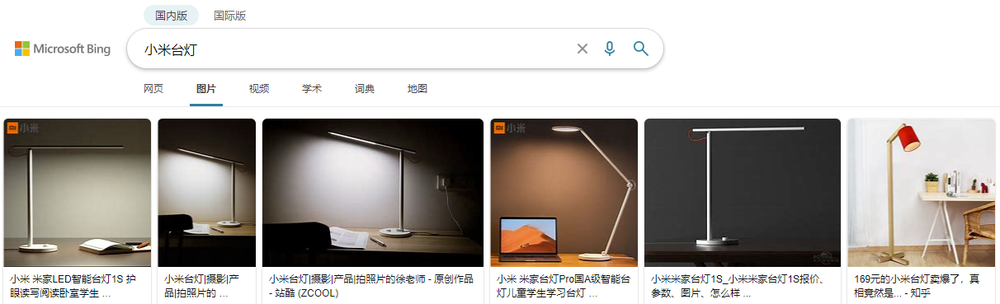 国内版 国际版
Microsoft Bing 小米台灯
网页 图片 视频 学术 词典 地图
小米 小米
小米 米家LED智能台灯1S 护
眼读写阅读卧室学生 ...
小米台灯|摄影|产
品|拍照片的 ...
小米台灯|摄影|产品|拍照片的徐老师 - 原创作品
- 站酷 (ZCOOL)
小米 米家台灯Pro国A级智能台
灯儿童学生学习台灯 ...
小米米家台灯1S_小米米家台灯1S报价、
参数、图片、怎么样 ...
169元的小米台灯卖爆了，真
相竟然是... - 知乎